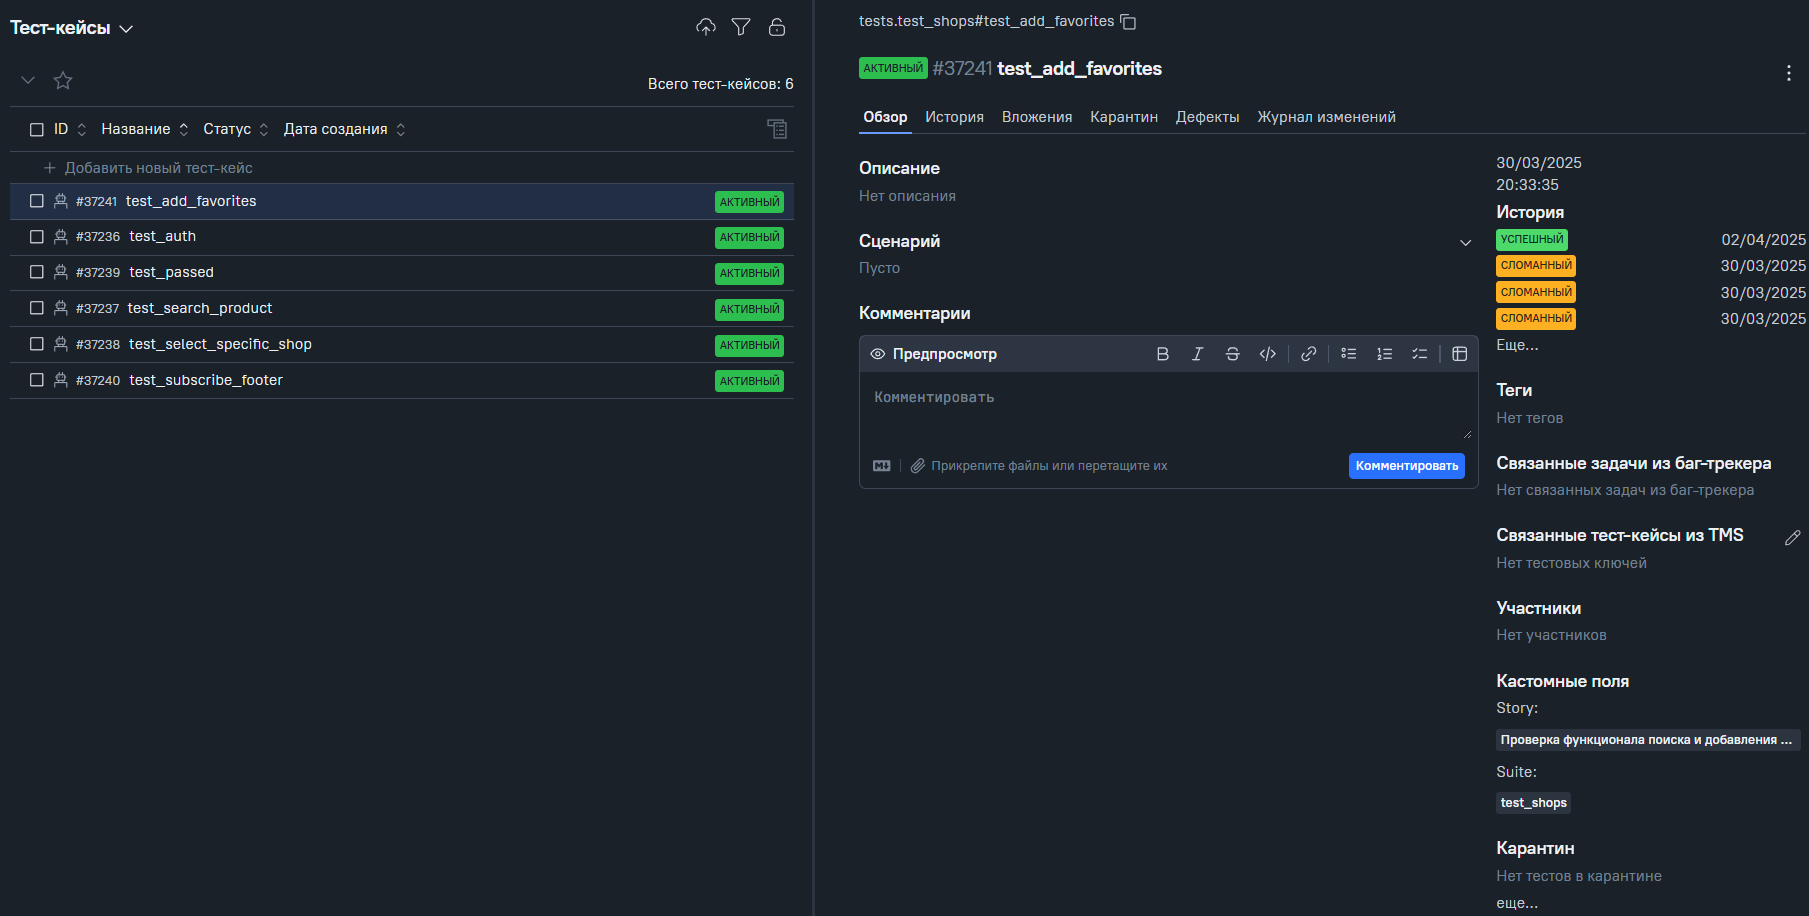 Тест-кейсы
Всего тест-кейсов: 6
ID Название Статус Дата создания
Добавить новый тест-кейс
#37241 test_add_favorites АКТИВНЫЙ
#37236 test_auth АКТИВНЫЙ
#37239 test_passed АКТИВНЫЙ
#37237 test_search_product АКТИВНЫЙ
#37238 test_select_specific_shop АКТИВНЫЙ
#37240 test_subscribe_footer АКТИВНЫЙ
tests.test_shops#test_add_favorites
АКТИВНЫЙ #37241 test_add_favorites
Обзор История Вложения Карантин Дефекты Журнал изменений
Описание
Нет описания
Сценарий
Пусто
Комментарии
Предпросмотр
Комментировать
Прикрепите файлы или перетащите их
Комментировать
30/03/2025
20:33:35
История
УСПЕШНЫЙ 02/04/2025
СЛОМАННЫЙ 30/03/2025
СЛОМАННЫЙ 30/03/2025
СЛОМАННЫЙ 30/03/2025
Еще...
Теги
Нет тегов
Связанные задачи из баг-трекера
Нет связанных задач из баг-трекера
Связанные тест-кейсы из TMS
Нет тестовых ключей
Участники
Нет участников
Кастомные поля
Story:
Проверка функционала поиска и добавления ...
Suite:
test_shops
Карантин
Нет тестов в карантине
еще...